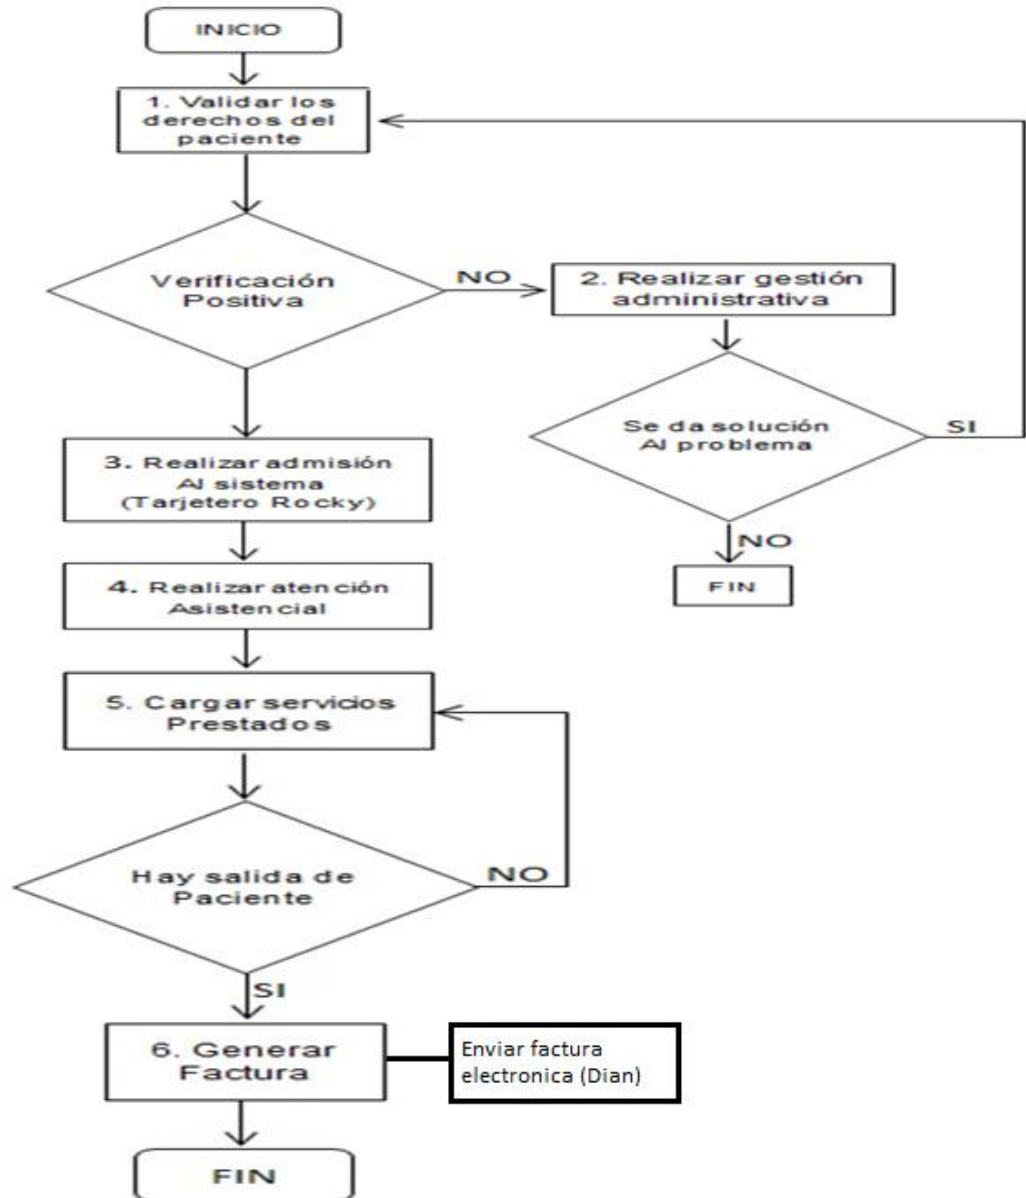 INICIO
1. Validar los
derechos del
paciente
Verificación
Positiva
NO
2. Realizar gestión
administrativa
Se da solución
Al problema
SI
NO
FIN
3. Realizar admisión
Al sistema
(Tarjetero Rocky)
4. Realizar atención
Asistencial
5. Cargar servicios
Prestados
Hay salida de
Paciente
NO
SI
6. Generar
Factura
Enviar factura
electronica (Dian)
FIN